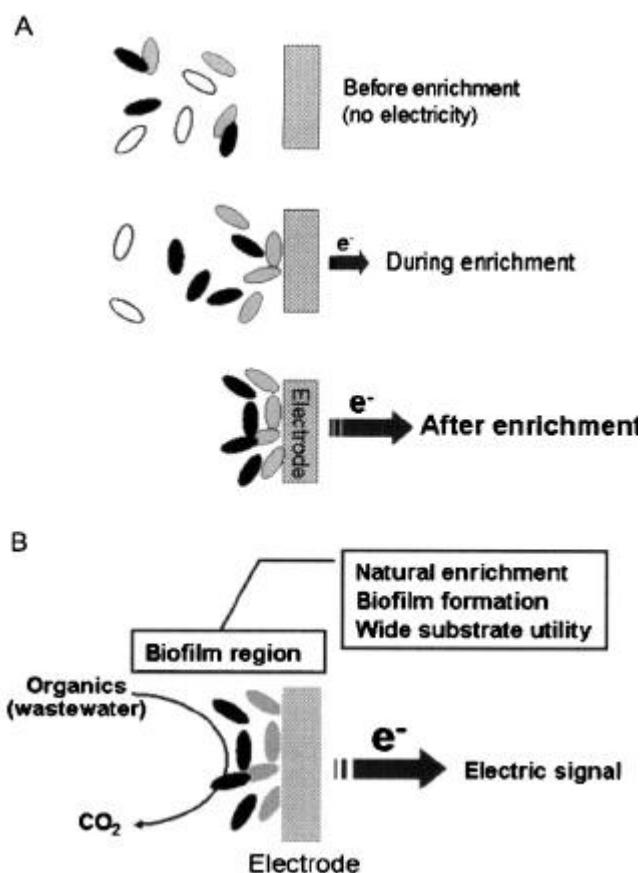 A
Before enrichment
(no electricity)
e-
During enrichment
Electrode
e-
After enrichment
B
Natural enrichment
Biofilm formation
Wide substrate utility
Biofilm region
Organics
(wastewater)
e-
Electric signal
CO2
Electrode